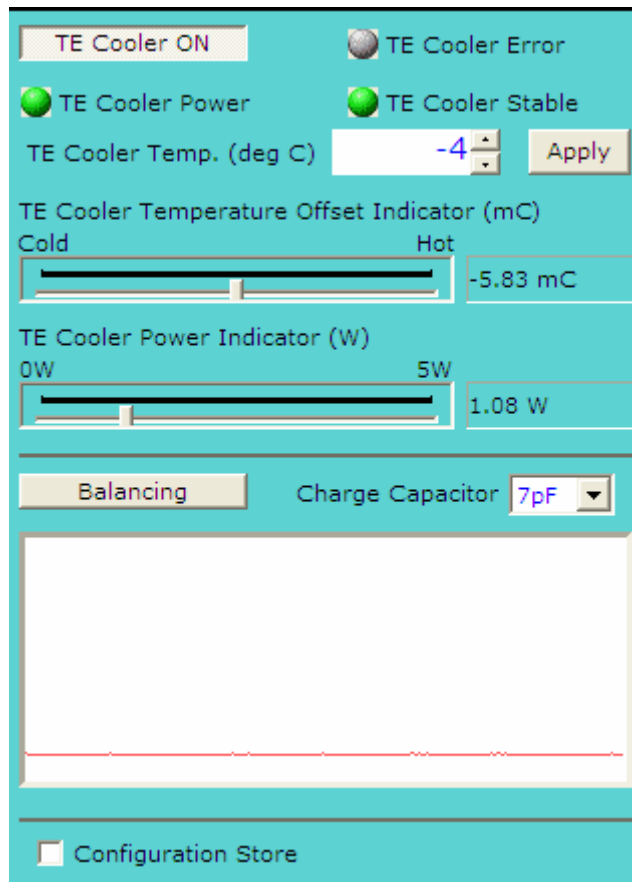 TE Cooler ON
TE Cooler Error
TE Cooler Power
TE Cooler Stable
TE Cooler Temp. (deg C) -4 Apply
TE Cooler Temperature Offset Indicator (mC)
Cold Hot
-5.83 mC
TE Cooler Power Indicator (W)
0W 5W
1.08 W
Balancing Charge Capacitor 7pF
Configuration Store